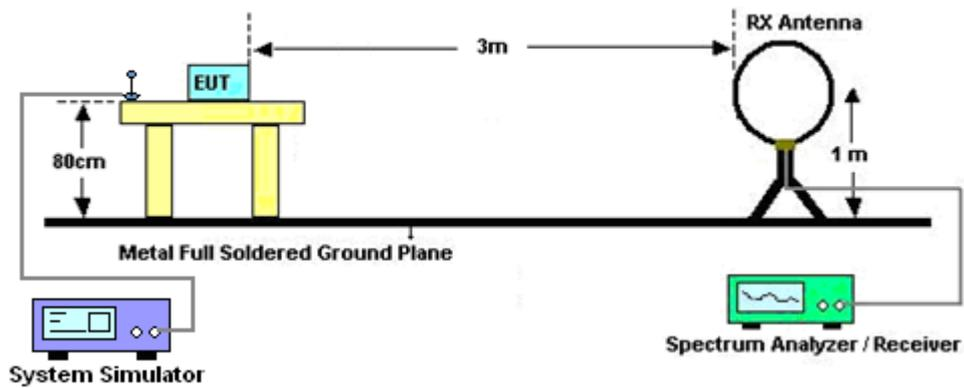 RX Antenna
3m
EUT
80cm
1 m
Metal Full Soldered Ground Plane
System Simulator
Spectrum Analyzer / Receiver